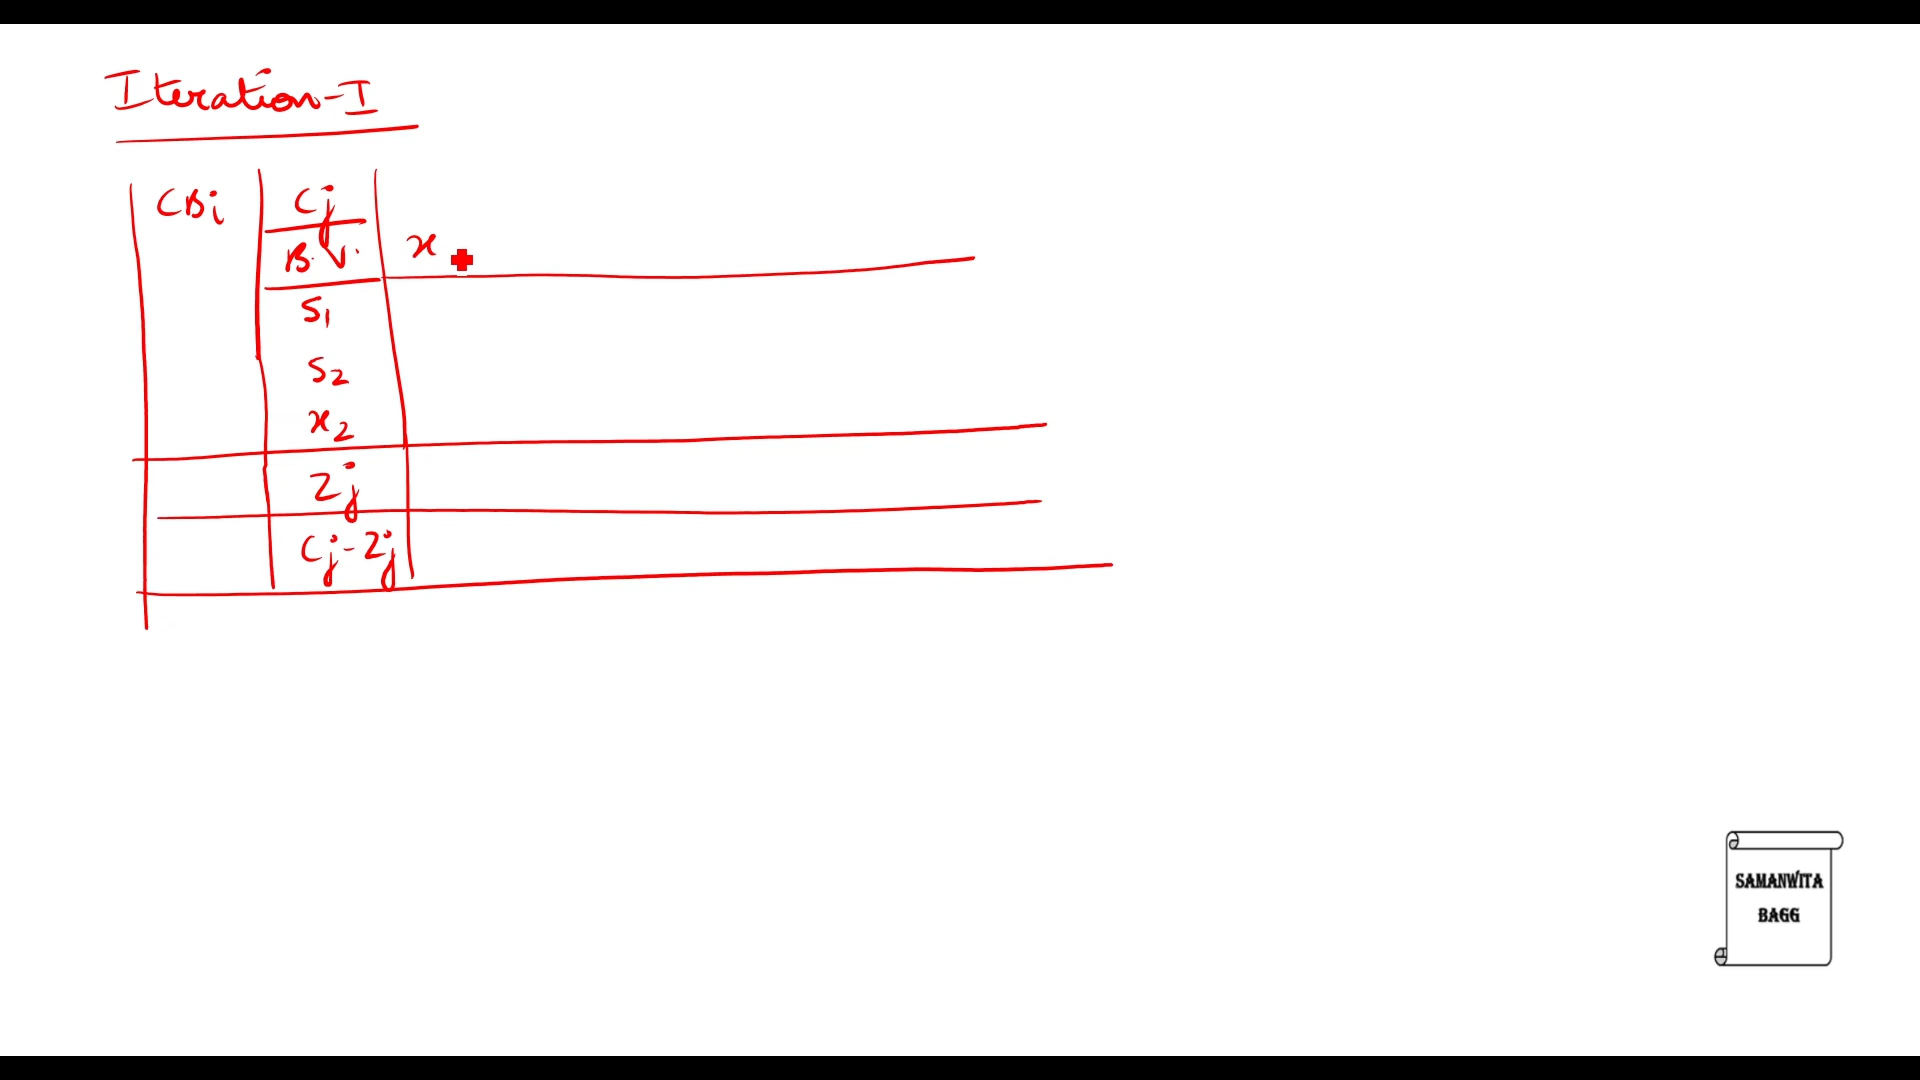 Iteration-I
CBi Cj
B.V. x
S1
S2
x2
Zj
Cj-Zj
SAMANWITA
BAGG